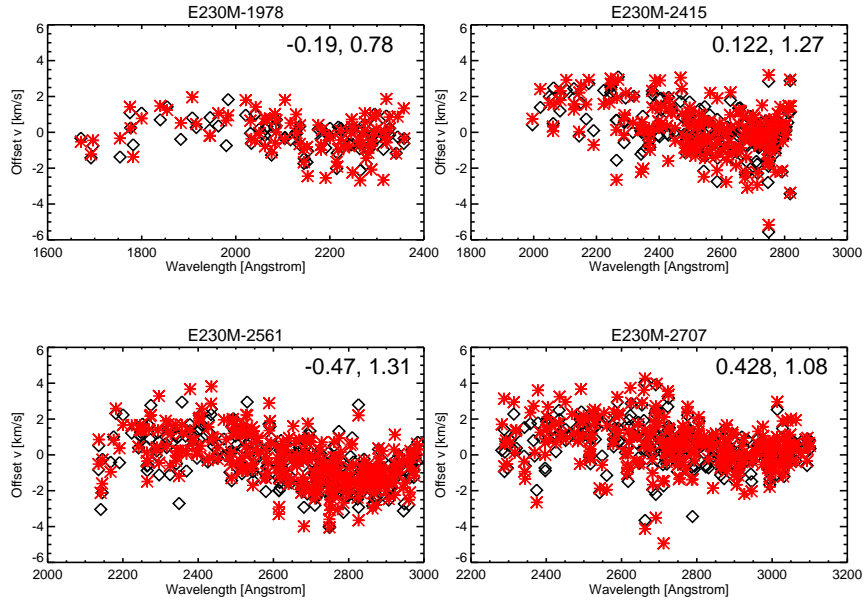 E230M-1978
-0.19, 0.78
6
4
2
0
-2
-4
-6
Offset v [km/s]
1600 1800 2000 2200 2400
Wavelength [Angstrom]
E230M-2415
0.122, 1.27
6
4
2
0
-2
-4
-6
Offset v [km/s]
1800 2000 2200 2400 2600 2800 3000
Wavelength [Angstrom]
E230M-2561
-0.47, 1.31
6
4
2
0
-2
-4
-6
Offset v [km/s]
2000 2200 2400 2600 2800 3000
Wavelength [Angstrom]
E230M-2707
0.428, 1.08
6
4
2
0
-2
-4
-6
Offset v [km/s]
2200 2400 2600 2800 3000 3200
Wavelength [Angstrom]